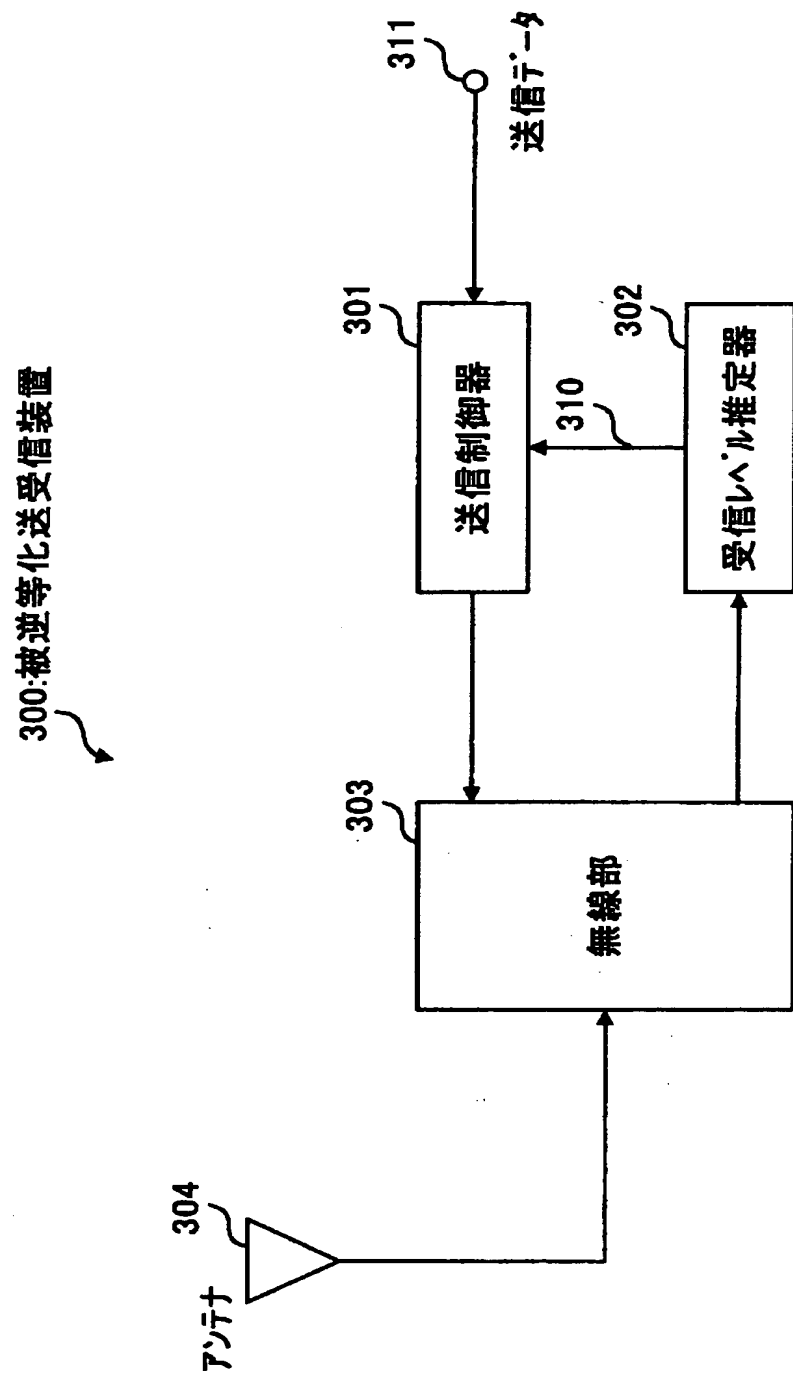 300:被逆等化送受信装置
アンテナ
304
303
無線部
301
送信制御器
310
302
受信レベル推定器
311
送信データ